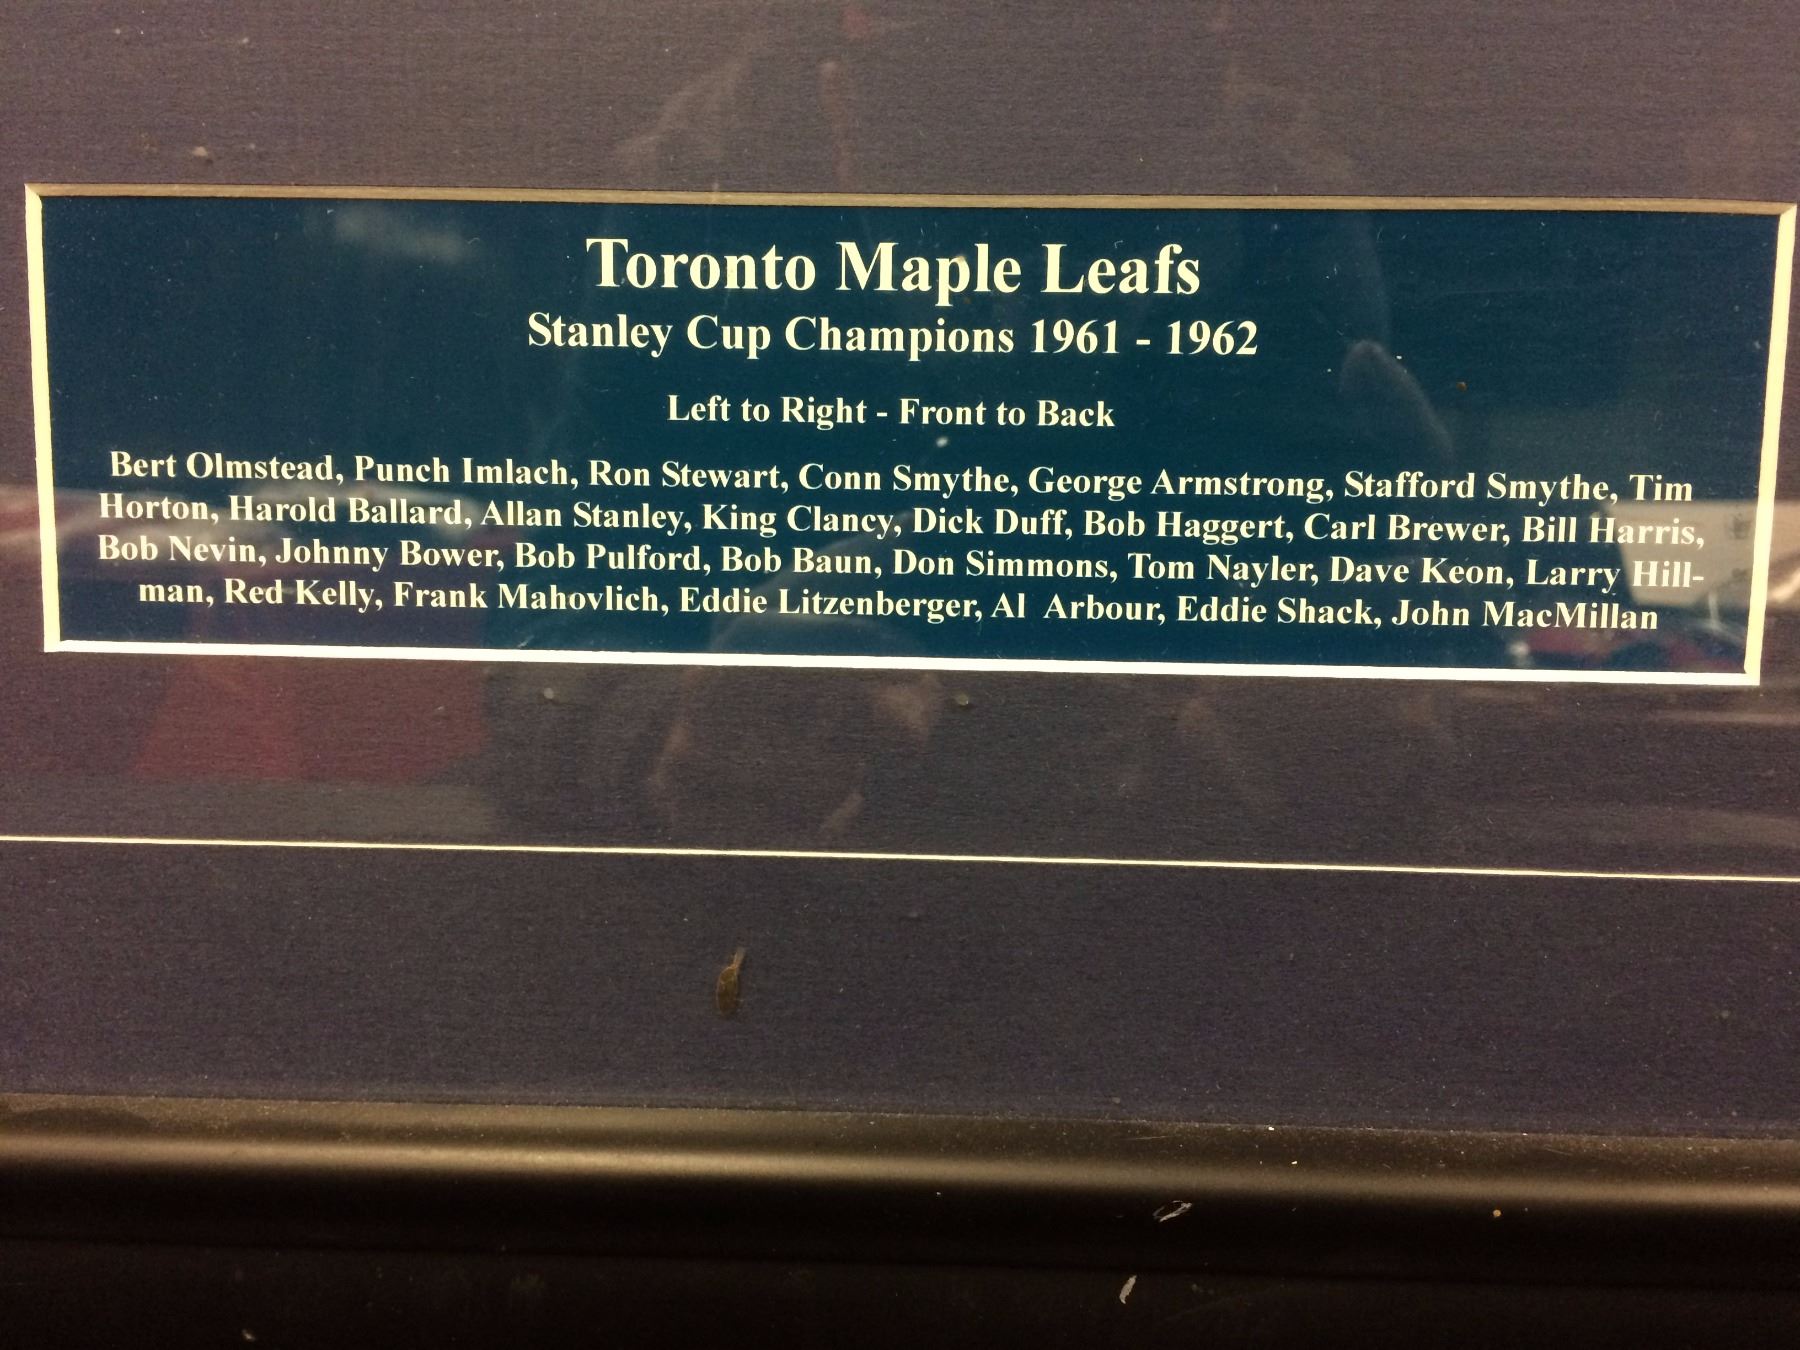 Toronto Maple Leafs
Stanley Cup Champions 1961 - 1962
Left to Right - Front to Back
Bert Olmstead, Punch Imlach, Ron Stewart, Conn Smythe, George Armstrong, Stafford Smythe, Tim
Horton, Harold Ballard, Allan Stanley, King Clancy, Dick Duff, Bob Haggert, Carl Brewer, Bill Harris,
Bob Nevin, Johnny Bower, Bob Pulford, Bob Baun, Don Simmons, Tom Nayler, Dave Keon, Larry Hill-
man, Red Kelly, Frank Mahovlich, Eddie Litzenberger, Al Arbour, Eddie Shack, John MacMillan